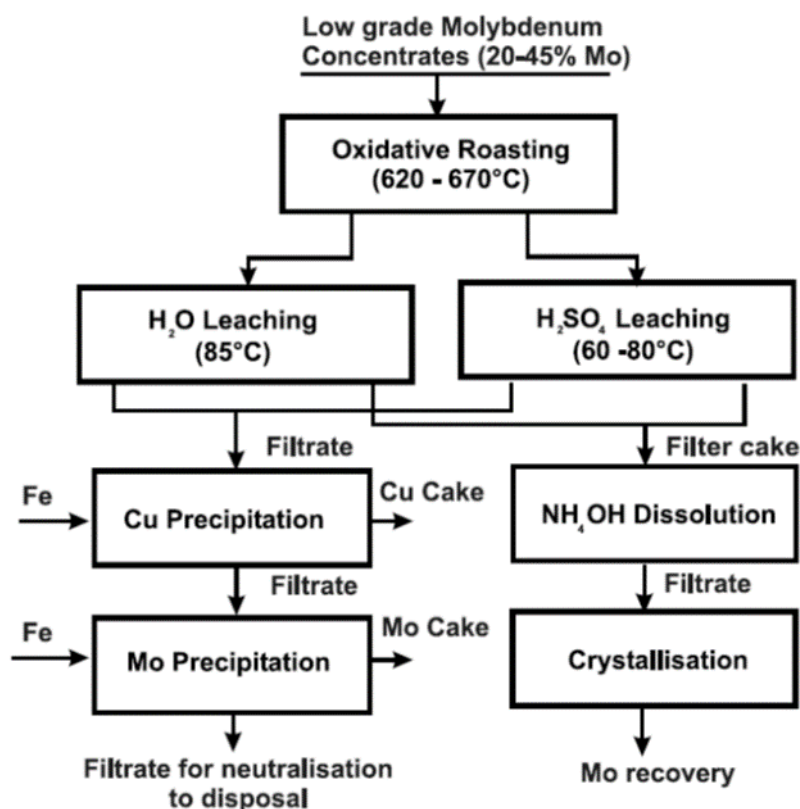 Low grade Molybdenum
Concentrates (20-45% Mo)
Oxidative Roasting
(620 - 670°C)
H₂O Leaching
(85°C)
H₂SO₄ Leaching
(60 -80°C)
Filtrate
Filter cake
Fe
Cu Precipitation
Cu Cake
NH₄OH Dissolution
Filtrate
Filtrate
Fe
Mo Precipitation
Mo Cake
Crystallisation
Filtrate for neutralisation
to disposal
Mo recovery